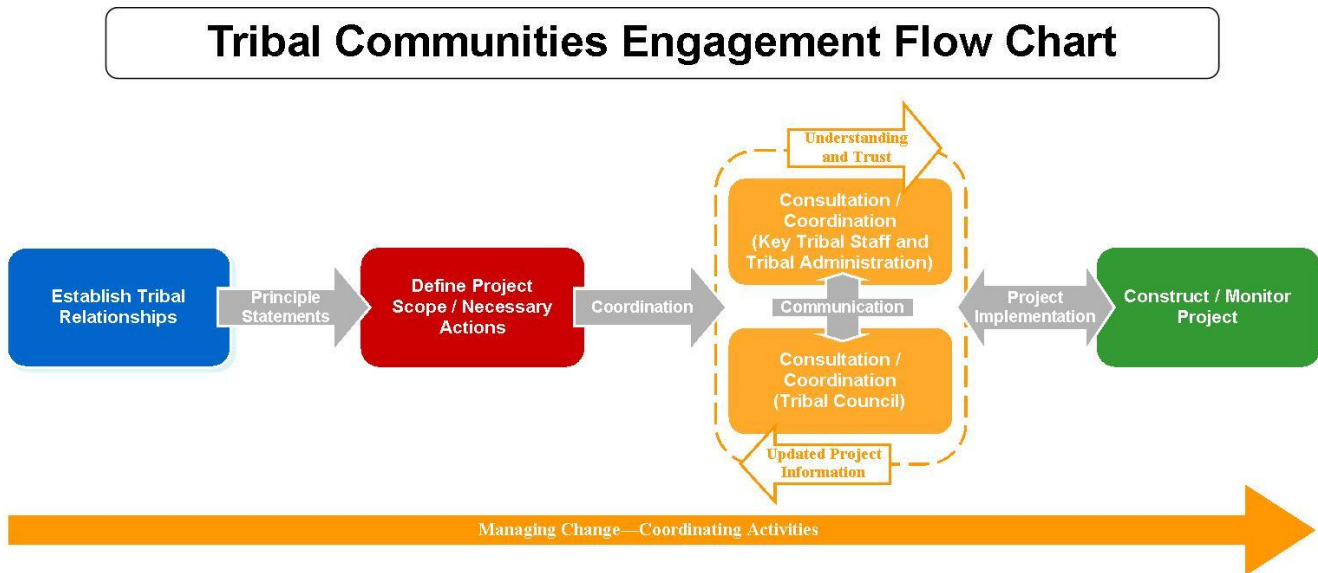 Tribal Communities Engagement Flow Chart
Understanding
and Trust
Consultation /
Coordination
(Key Tribal Staff and
Tribal Administration)
Establish Tribal
Relationships
Principle
Statements
Define Project
Scope / Necessary
Actions
Coordination
Communication
Project
Implementation
Construct / Monitor
Project
Consultation /
Coordination
(Tribal Council)
Updated Project
Information
Managing Change—Coordinating Activities